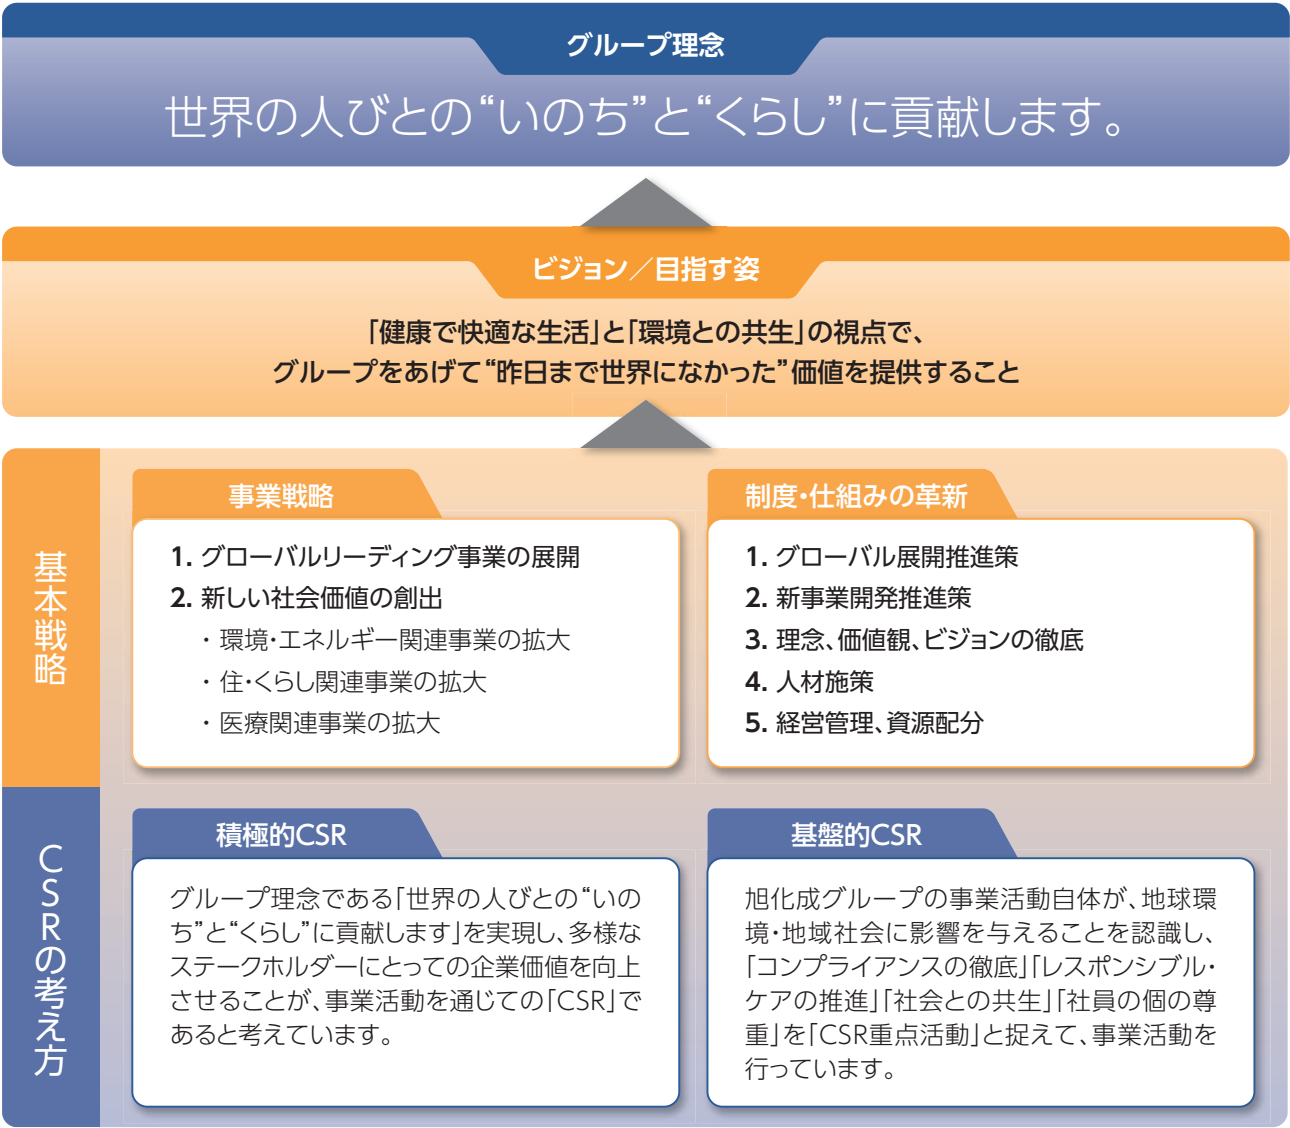 グループ理念
世界の人びとの“いのち”と“くらし”に貢献します。
ビジョン／目指す姿
「健康で快適な生活」と「環境との共生」の視点で、
グループをあげて“昨日まで世界になかった”価値を提供すること
基本戦略
事業戦略
1. グローバルリーディング事業の展開
2. 新しい社会価値の創出
・ 環境・エネルギー関連事業の拡大
・ 住・くらし関連事業の拡大
・ 医療関連事業の拡大
制度・仕組みの革新
1. グローバル展開推進策
2. 新事業開発推進策
3. 理念、価値観、ビジョンの徹底
4. 人材施策
5. 経営管理、資源配分
CSRの考え方
積極的CSR
グループ理念である「世界の人びとの“いの
ち”と“くらし”に貢献します」を実現し、多様な
ステークホルダーにとっての企業価値を向上
させることが、事業活動を通じての「CSR」で
あると考えています。
基盤的CSR
旭化成グループの事業活動自体が、地球環
境・地域社会に影響を与えることを認識し、
「コンプライアンスの徹底」「レスポンシブル・
ケアの推進」「社会との共生」「社員の個の尊
重」を「CSR重点活動」と捉えて、事業活動を
行っています。